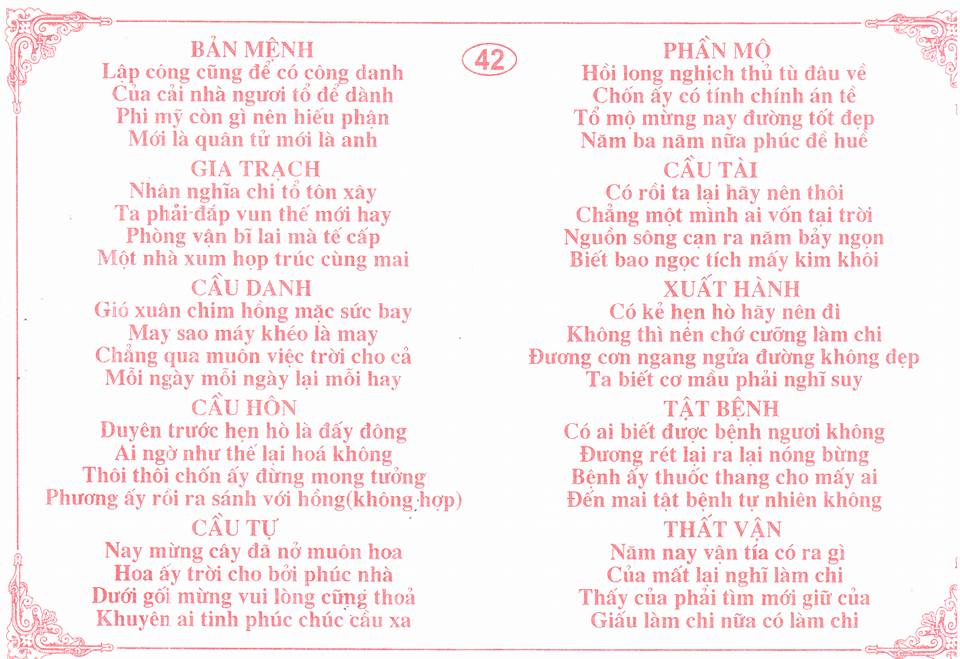 BẢN MỆNH
Lập công cũng để có công danh
Của cải nhà ngươi tổ để dành
Phi mỹ còn gì nên hiếu phận
Mới là quân tử mới là anh
GIA TRẠCH
Nhân nghĩa chi tổ tôn xây
Ta phải đắp vun thế mới hay
Phòng vận bĩ lai mà tế cấp
Một nhà xum họp trúc cùng mai
CẦU DANH
Gió xuân chim hồng mặc sức bay
May sao máy khéo là may
Chẳng qua muôn việc trời cho cả
Mỗi ngày mỗi ngày lại mỗi hay
CẦU HÔN
Duyên trước hẹn hò là đấy đông
Ai ngờ như thế lại hoá không
Thôi thôi chốn ấy đừng mong tưởng
Phương ấy rói ra sánh với hồng(không hợp)
CẦU TỰ
Nay mừng cây đã nở muôn hoa
Hoa ấy trời cho bởi phúc nhà
Dưới gối mừng vui lòng cũng thoả
Khuyên ai tinh phúc chúc cầu xa
42
PHẦN MỘ
Hồi long nghịch thủ tù đâu về
Chốn ấy có tính chính án tề
Tổ mộ mừng nay đường tốt đẹp
Năm ba năm nữa phúc đề huề
CẦU TÀI
Có rồi ta lại hãy nên thôi
Chẳng một mình ai vốn tại trời
Nguồn sông cạn ra năm bảy ngọn
Biết bao ngọc tích mấy kim khôi
XUẤT HÀNH
Có kẻ hẹn hò hãy nên đi
Không thì nên chớ cưỡng làm chi
Đương cơn ngang ngửa đường không đẹp
Ta biết cơ mầu phải nghĩ suy
TẬT BỆNH
Có ai biết được bệnh ngươi không
Đương rét lại ra lại nóng bừng
Bệnh ấy thuốc thang cho mấy ai
Đến mai tật bệnh tự nhiên không
THẤT VẬN
Năm nay vận tía có ra gì
Của mất lại nghĩ làm chi
Thấy của phải tìm mới giữ của
Giấu làm chi nữa có làm chi